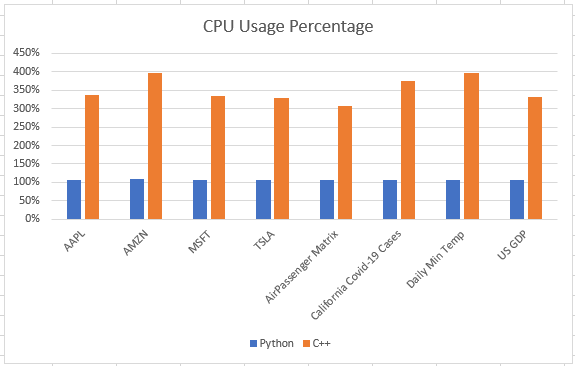 CPU Usage Percentage
450%
400%
350%
300%
250%
200%
150%
100%
50%
0%
AAPL
AMZN
MSFT
TSLA
AirPassenger Matrix
California Covid-19 Cases
Daily Min Temp
US GDP
Python
C++